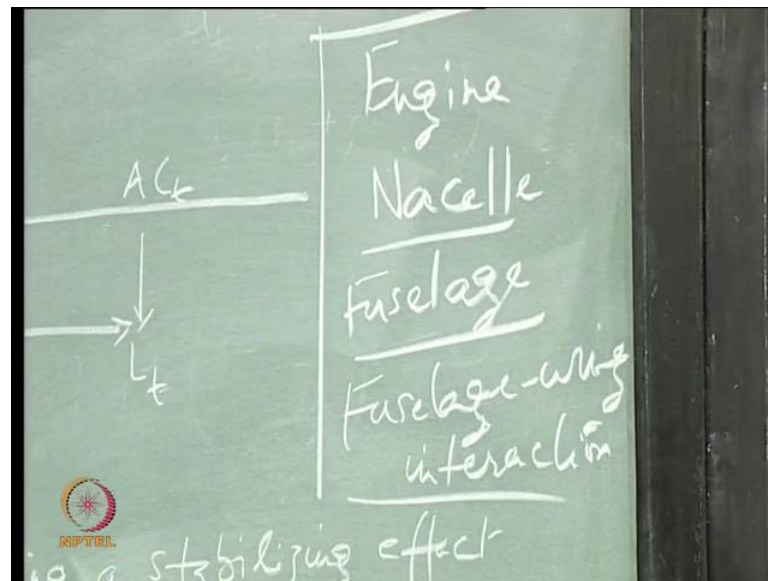 Engine
Nacelle
Fuselage
Fuselage-wing
interaction
ACt
Lt
a stabilizing effect
NPTEL